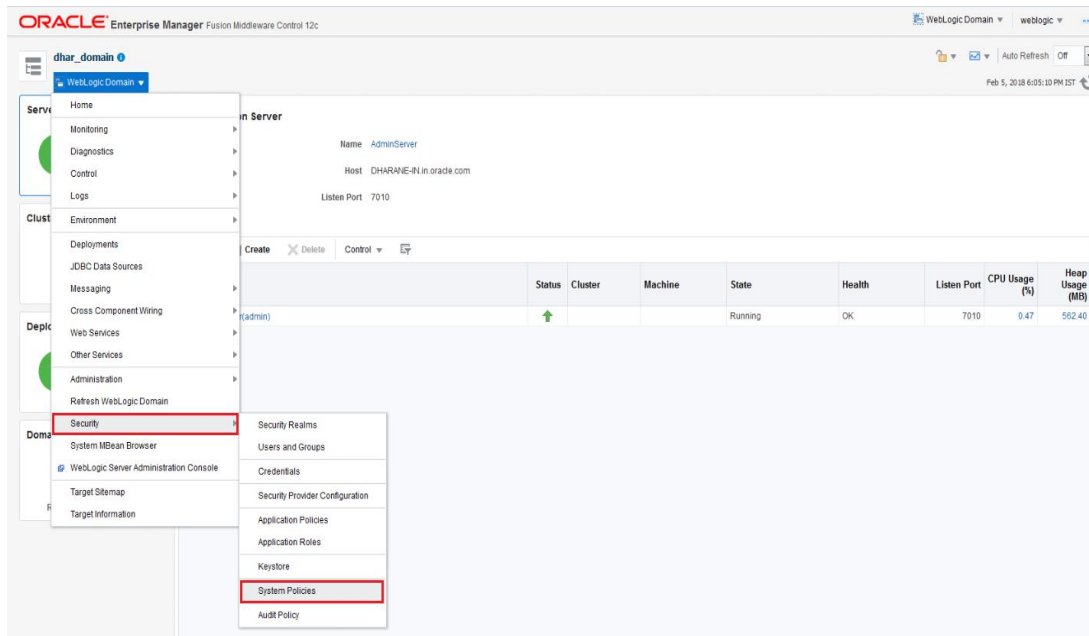 ORACLE Enterprise Manager Fusion Middleware Control 12c
WebLogic Domain weblogic
dhar_domain
WebLogic Domain
Auto Refresh Off
Feb 5, 2018 6:05:10 PM IST
Home
Monitoring
Diagnostics
Control
Logs
Environment
Deployments
JDBC Data Sources
Messaging
Cross Component Wiring
Web Services
Other Services
Administration
Refresh WebLogic Domain
Security
System MBean Browser
WebLogic Server Administration Console
Target Sitemap
Target Information
Security Realms
Users and Groups
Credentials
Security Provider Configuration
Application Policies
Application Roles
Keystore
System Policies
Audit Policy
Serve
Clust
Deplo
Doma
on Server
Name AdminServer
Host DHARANE-IN.in.oracle.com
Listen Port 7010
Create Delete Control
Status Cluster Machine State Health Listen Port CPU Usage (%) Heap Usage (MB)
r(admin) Running OK 7010 0.47 562.40